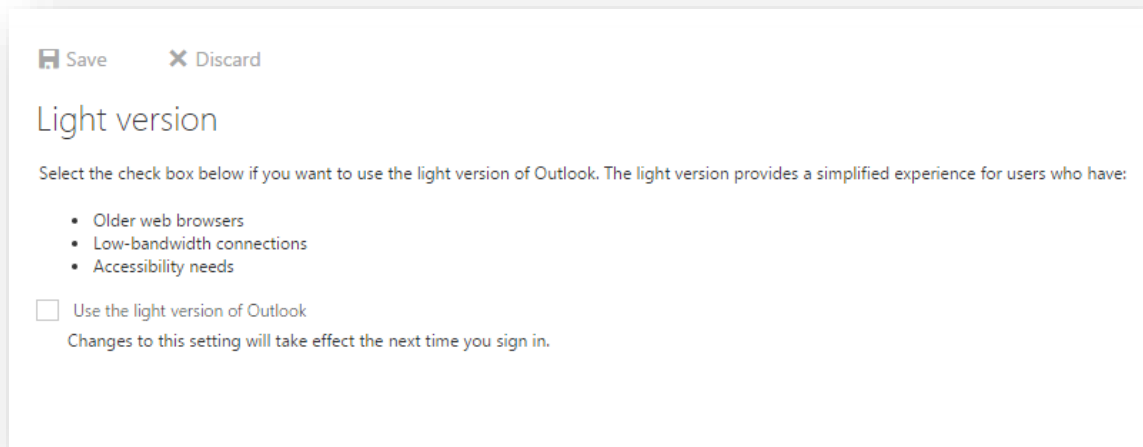 Save Discard
Light version
Select the check box below if you want to use the light version of Outlook. The light version provides a simplified experience for users who have:
• Older web browsers
• Low-bandwidth connections
• Accessibility needs
Use the light version of Outlook
Changes to this setting will take effect the next time you sign in.